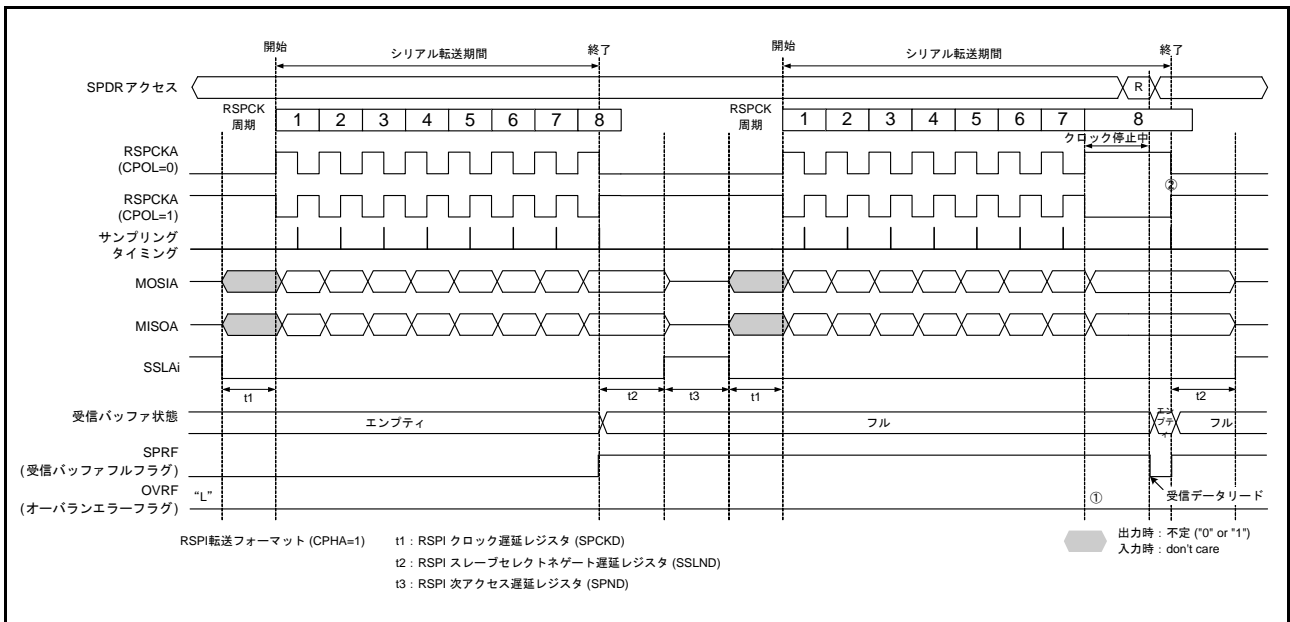 開始
シリアル転送期間
終了
開始
シリアル転送期間
終了
SPDRアクセス
R
RSPCK
周期
1 2 3 4 5 6 7 8
RSPCK
周期
1 2 3 4 5 6 7 8
クロック停止中
RSPCKA
(CPOL=0)
②
RSPCKA
(CPOL=1)
サンプリング
タイミング
MOSIA
MISOA
SSLAi
t1
t2
t3
t1
t2
受信バッファ状態
エンプティ
フル
エン
プテ
ィ
フル
SPRF
(受信バッファフルフラグ)
OVRF
(オーバランエラーフラグ)
“L”
①
受信データリード
RSPI転送フォーマット (CPHA=1)
t1：RSPI クロック遅延レジスタ (SPCKD)
t2：RSPI スレーブセレクトネゲート遅延レジスタ (SSLND)
t3：RSPI 次アクセス遅延レジスタ (SPND)
出力時：不定 ("0" or "1")
入力時：don't care